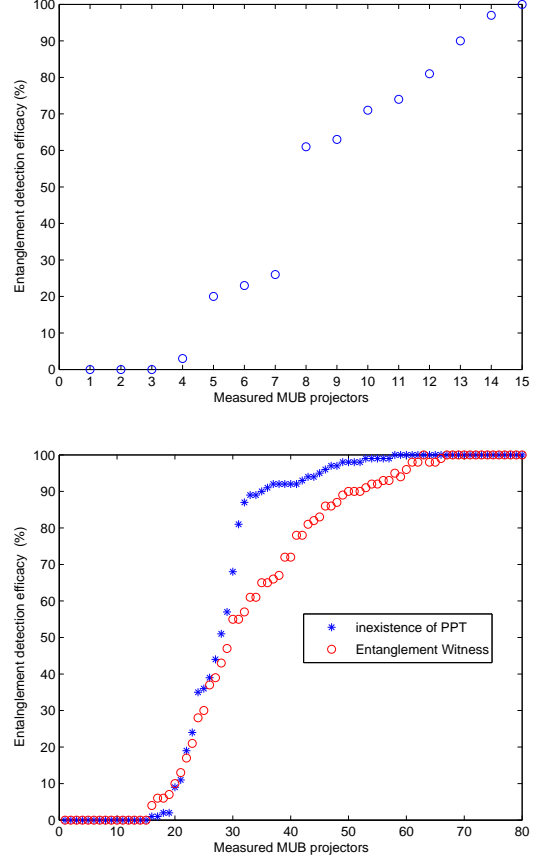 100
90
80
70
60
50
40
30
20
10
0
Entanglement detection efficacy (%)
0 1 2 3 4 5 6 7 8 9 10 11 12 13 14 15
Measured MUB projectors
100
90
80
70
60
50
40
30
20
10
0
Entalnglement detection efficacy (%)
inexistence of PPT
Entanglement Witness
0 10 20 30 40 50 60 70 80
Measured MUB projectors